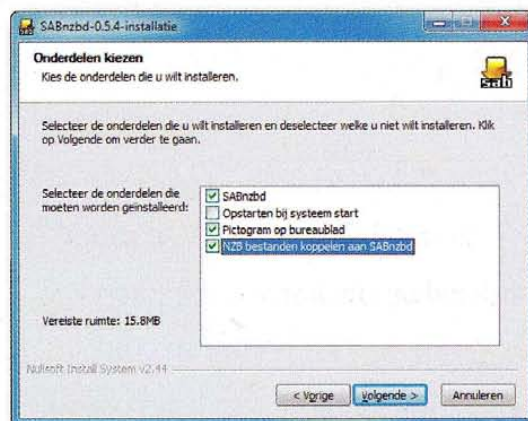 SABnzbd-0.5.4-installatie
Onderdelen kiezen
Kies de onderdelen die u wilt installeren.
sab
Selecteer de onderdelen die u wilt installeren en deselecteer welke u niet wilt installeren. Klik
op Volgende om verder te gaan.
Selecteer de onderdelen die
moeten worden geïnstalleerd:
SABnzbd
Opstarten bij systeem start
Pictogram op bureaublad
NZB bestanden koppelen aan SABnzbd
Vereiste ruimte: 15.8MB
Nullsoft Install System v2.44
< Vorige
Volgende >
Annuleren